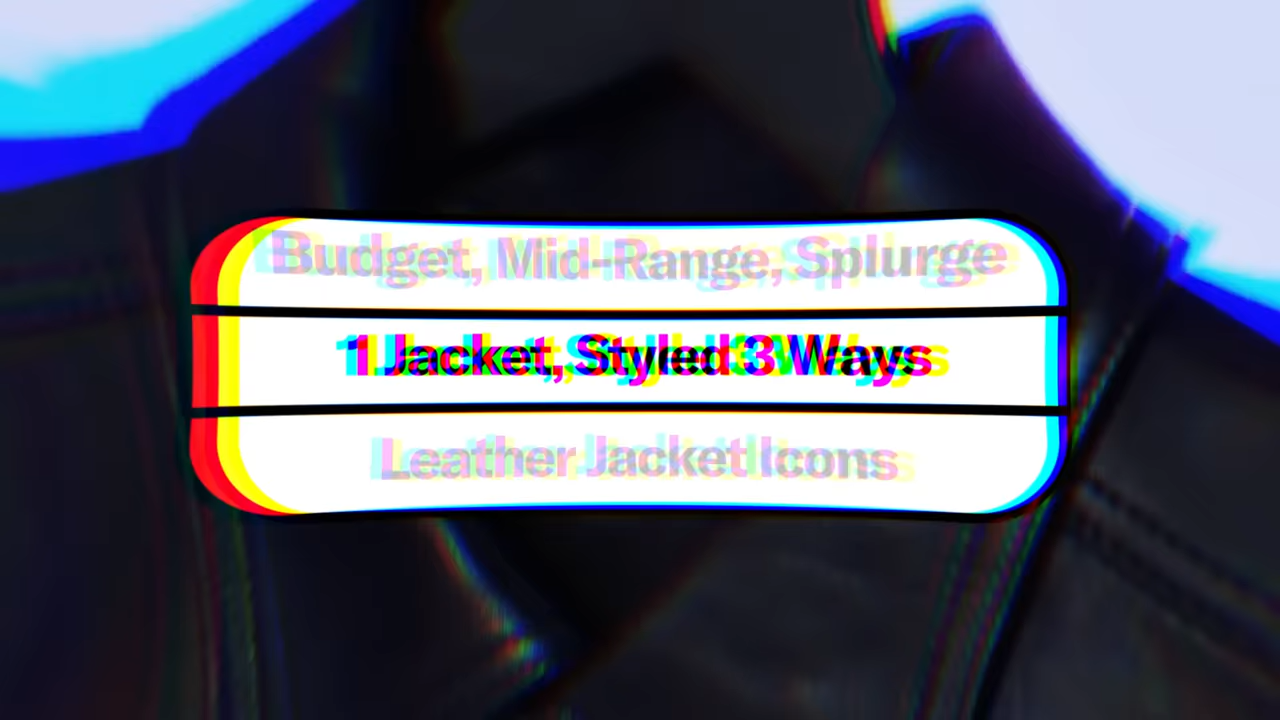 Budget, Mid-Range, Splurge
1 Jacket, Styled 3 Ways
Leather Jacket Icons